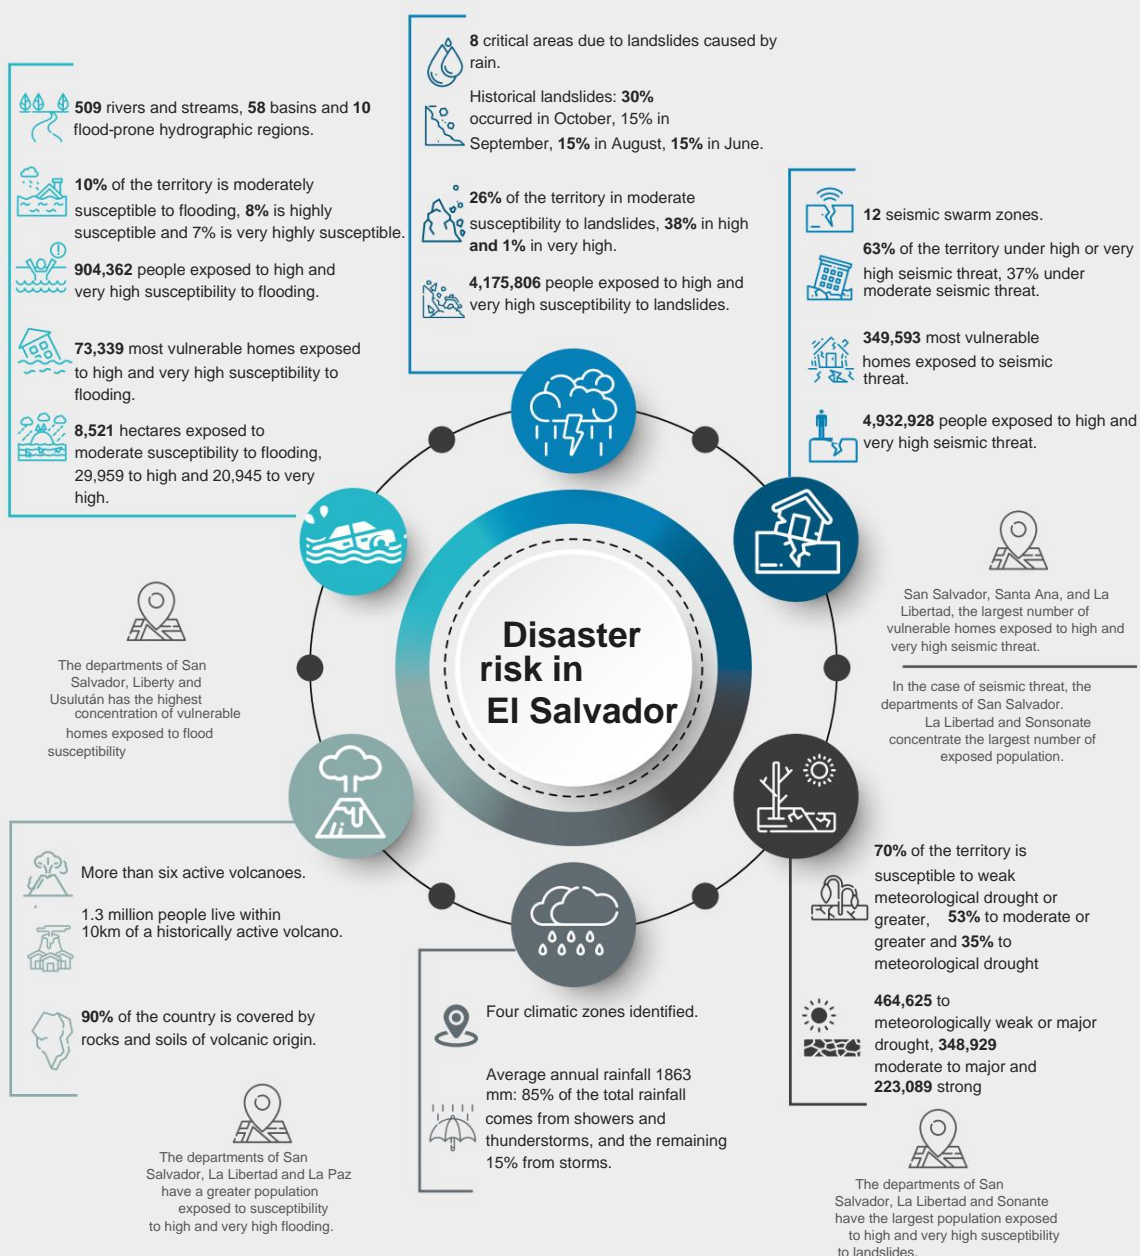 8 critical areas due to landslides caused by
rain.
Historical landslides: 30%
occurred in October, 15% in
September, 15% in August, 15% in June.
26% of the territory in moderate
susceptibility to landslides, 38% in high
and 1% in very high.
4,175,806 people exposed to high and
very high susceptibility to landslides.
509 rivers and streams, 58 basins and 10
flood-prone hydrographic regions.
10% of the territory is moderately
susceptible to flooding, 8% is highly
susceptible and 7% is very highly susceptible.
904,362 people exposed to high and
very high susceptibility to flooding.
73,339 most vulnerable homes exposed
to high and very high susceptibility to
flooding.
8,521 hectares exposed to
moderate susceptibility to flooding,
29,959 to high and 20,945 to very
high.
12 seismic swarm zones.
63% of the territory under high or very
high seismic threat, 37% under
moderate seismic threat.
349,593 most vulnerable
homes exposed to seismic
threat.
4,932,928 people exposed to high and
very high seismic threat.
San Salvador, Santa Ana, and La
Libertad, the largest number of
vulnerable homes exposed to high and
very high seismic threat.
In the case of seismic threat, the
departments of San Salvador.
La Libertad and Sonsonate
concentrate the largest number of
exposed population.
The departments of San
Salvador, Liberty and
Usulután has the highest
concentration of vulnerable
homes exposed to flood
susceptibility
Disaster
risk in
El Salvador
More than six active volcanoes.
1.3 million people live within
10km of a historically active volcano.
90% of the country is covered by
rocks and soils of volcanic origin.
The departments of San
Salvador, La Libertad and La Paz
have a greater population
exposed to susceptibility
to high and very high flooding.
Four climatic zones identified.
Average annual rainfall 1863
mm: 85% of the total rainfall
comes from showers and
thunderstorms, and the remaining
15% from storms.
70% of the territory is
susceptible to weak
meteorological drought or
greater, 53% to moderate or
greater and 35% to
meteorological drought
464,625 to
meteorologically weak or major
drought, 348,929
moderate to major and
223,089 strong
The departments of San
Salvador, La Libertad and Sonante
have the largest population exposed
to high and very high susceptibility
to landslides.